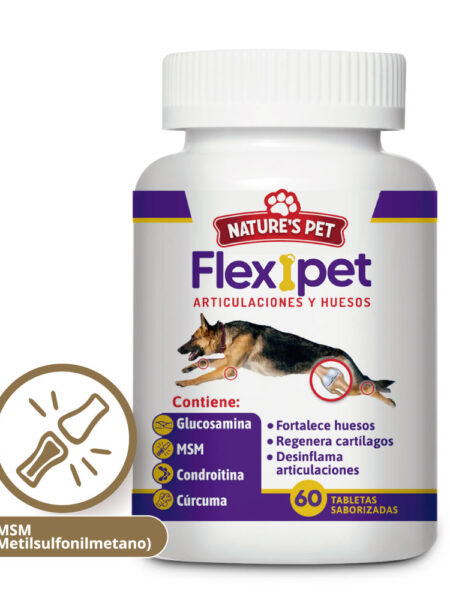 NATURE'S PET
Flexipet
ARTICULACIONES Y HUESOS
Contiene:
Glucosamina
MSM
Condroitina
Cúrcuma
• Fortalece huesos
• Regenera cartílagos
• Desinflama
articulaciones
60 TABLETAS
SABORIZADAS
MSM
Metilsulfonilmetano)